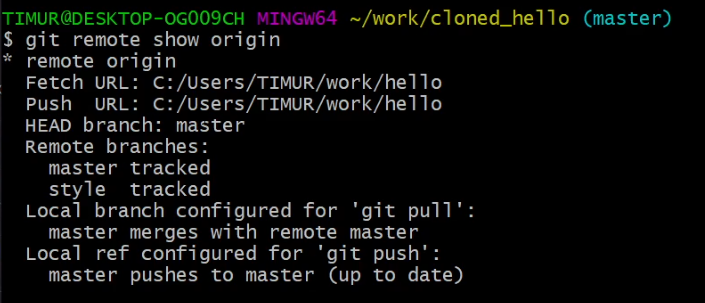 TIMUR@DESKTOP-OGO09CH MINGW64 ~/work/cloned_hello (master)
$ git remote show origin
* remote origin
  Fetch URL: C:/Users/TIMUR/work/hello
  Push  URL: C:/Users/TIMUR/work/hello
  HEAD branch: master
  Remote branches:
    master tracked
    style  tracked
  Local branch configured for 'git pull':
    master merges with remote master
  Local ref configured for 'git push':
    master pushes to master (up to date)